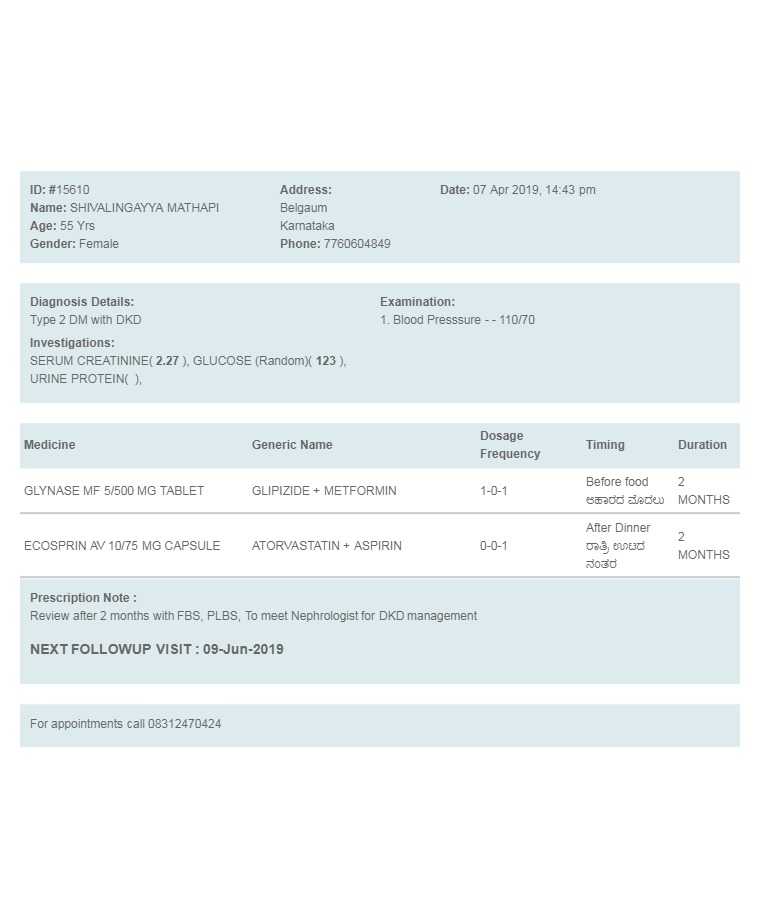 ID: #15610
Name: SHIVALINGAYYA MATHAPI
Age: 55 Yrs
Gender: Female
Address:
Belgaum
Karnataka
Phone: 7760604849
Date: 07 Apr 2019, 14:43 pm
Diagnosis Details:
Type 2 DM with DKD
Investigations:
SERUM CREATININE( 2.27 ), GLUCOSE (Random)( 123 ),
URINE PROTEIN(  ),
Examination:
1. Blood Presssure - - 110/70
Medicine Generic Name Dosage Frequency Timing Duration
GLYNASE MF 5/500 MG TABLET GLIPIZIDE + METFORMIN 1-0-1 Before food ಆಹಾರದ ಮೊದಲು 2 MONTHS
ECOSPRIN AV 10/75 MG CAPSULE ATORVASTATIN + ASPIRIN 0-0-1 After Dinner ರಾತ್ರಿ ಊಟದ ನಂತರ 2 MONTHS
Prescription Note :
Review after 2 months with FBS, PLBS, To meet Nephrologist for DKD management
NEXT FOLLOWUP VISIT : 09-Jun-2019
For appointments call 08312470424